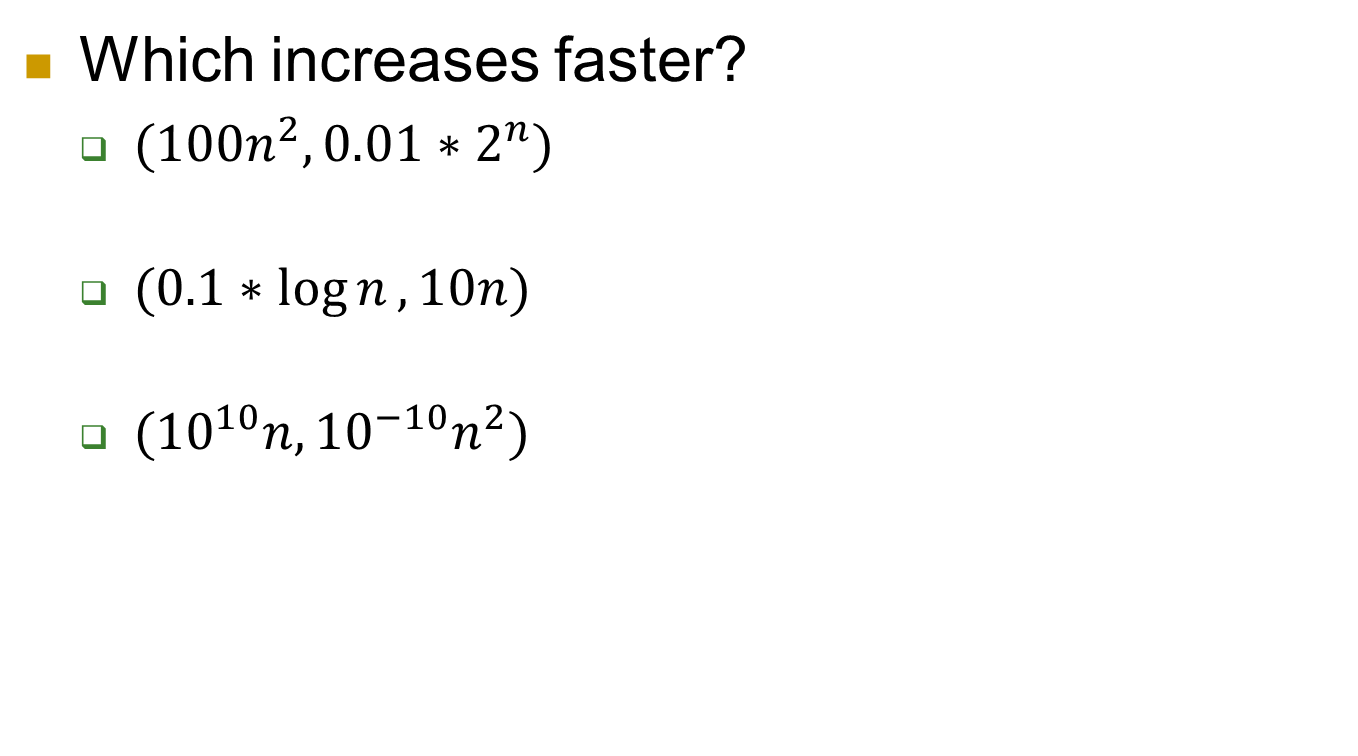 Which increases faster?
(100n², 0.01 ∗ 2ⁿ)
(0.1 ∗ log n , 10n)
(10¹⁰n, 10⁻¹⁰n²)